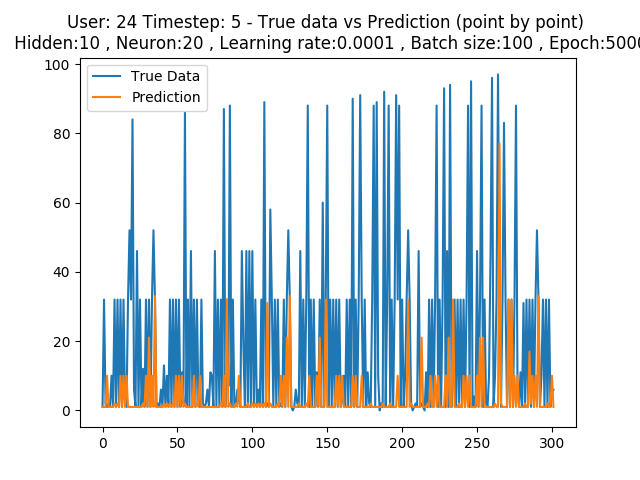 User: 24 Timestep: 5 - True data vs Prediction (point by point)
Hidden:10 , Neuron:20 , Learning rate:0.0001 , Batch size:100 , Epoch:5000
True Data
Prediction
100
80
60
40
20
0
0 50 100 150 200 250 300